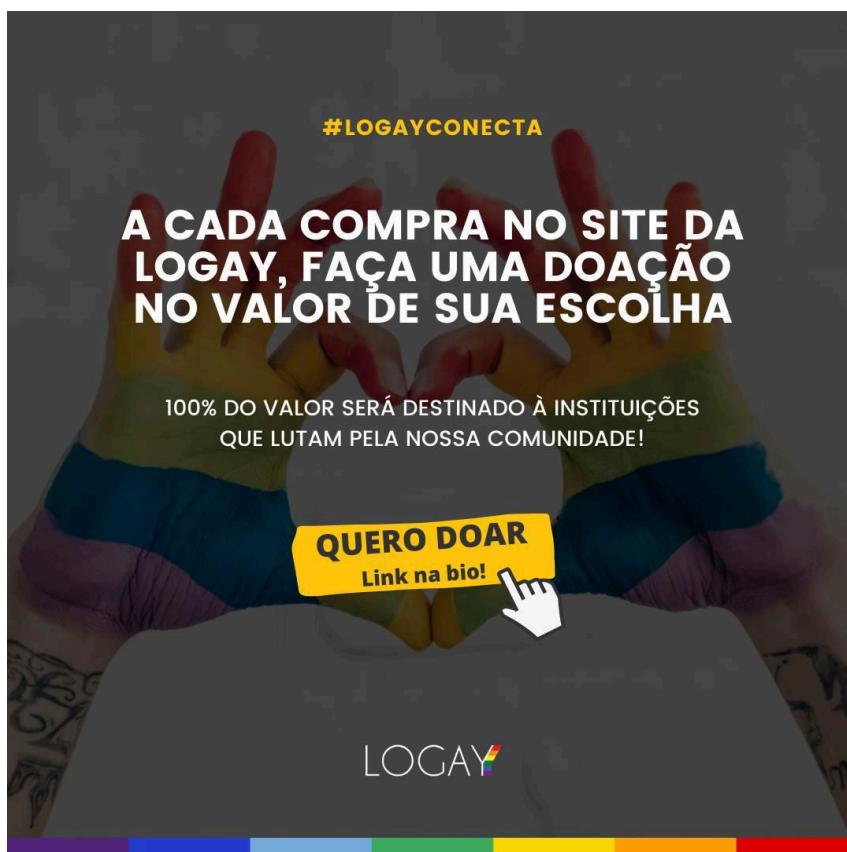 #LOGAYCONECTA
A CADA COMPRA NO SITE DA
LOGAY, FAÇA UMA DOAÇÃO
NO VALOR DE SUA ESCOLHA
100% DO VALOR SERÁ DESTINADO À INSTITUIÇÕES
QUE LUTAM PELA NOSSA COMUNIDADE!
QUERO DOAR
Link na bio!
LOGAY